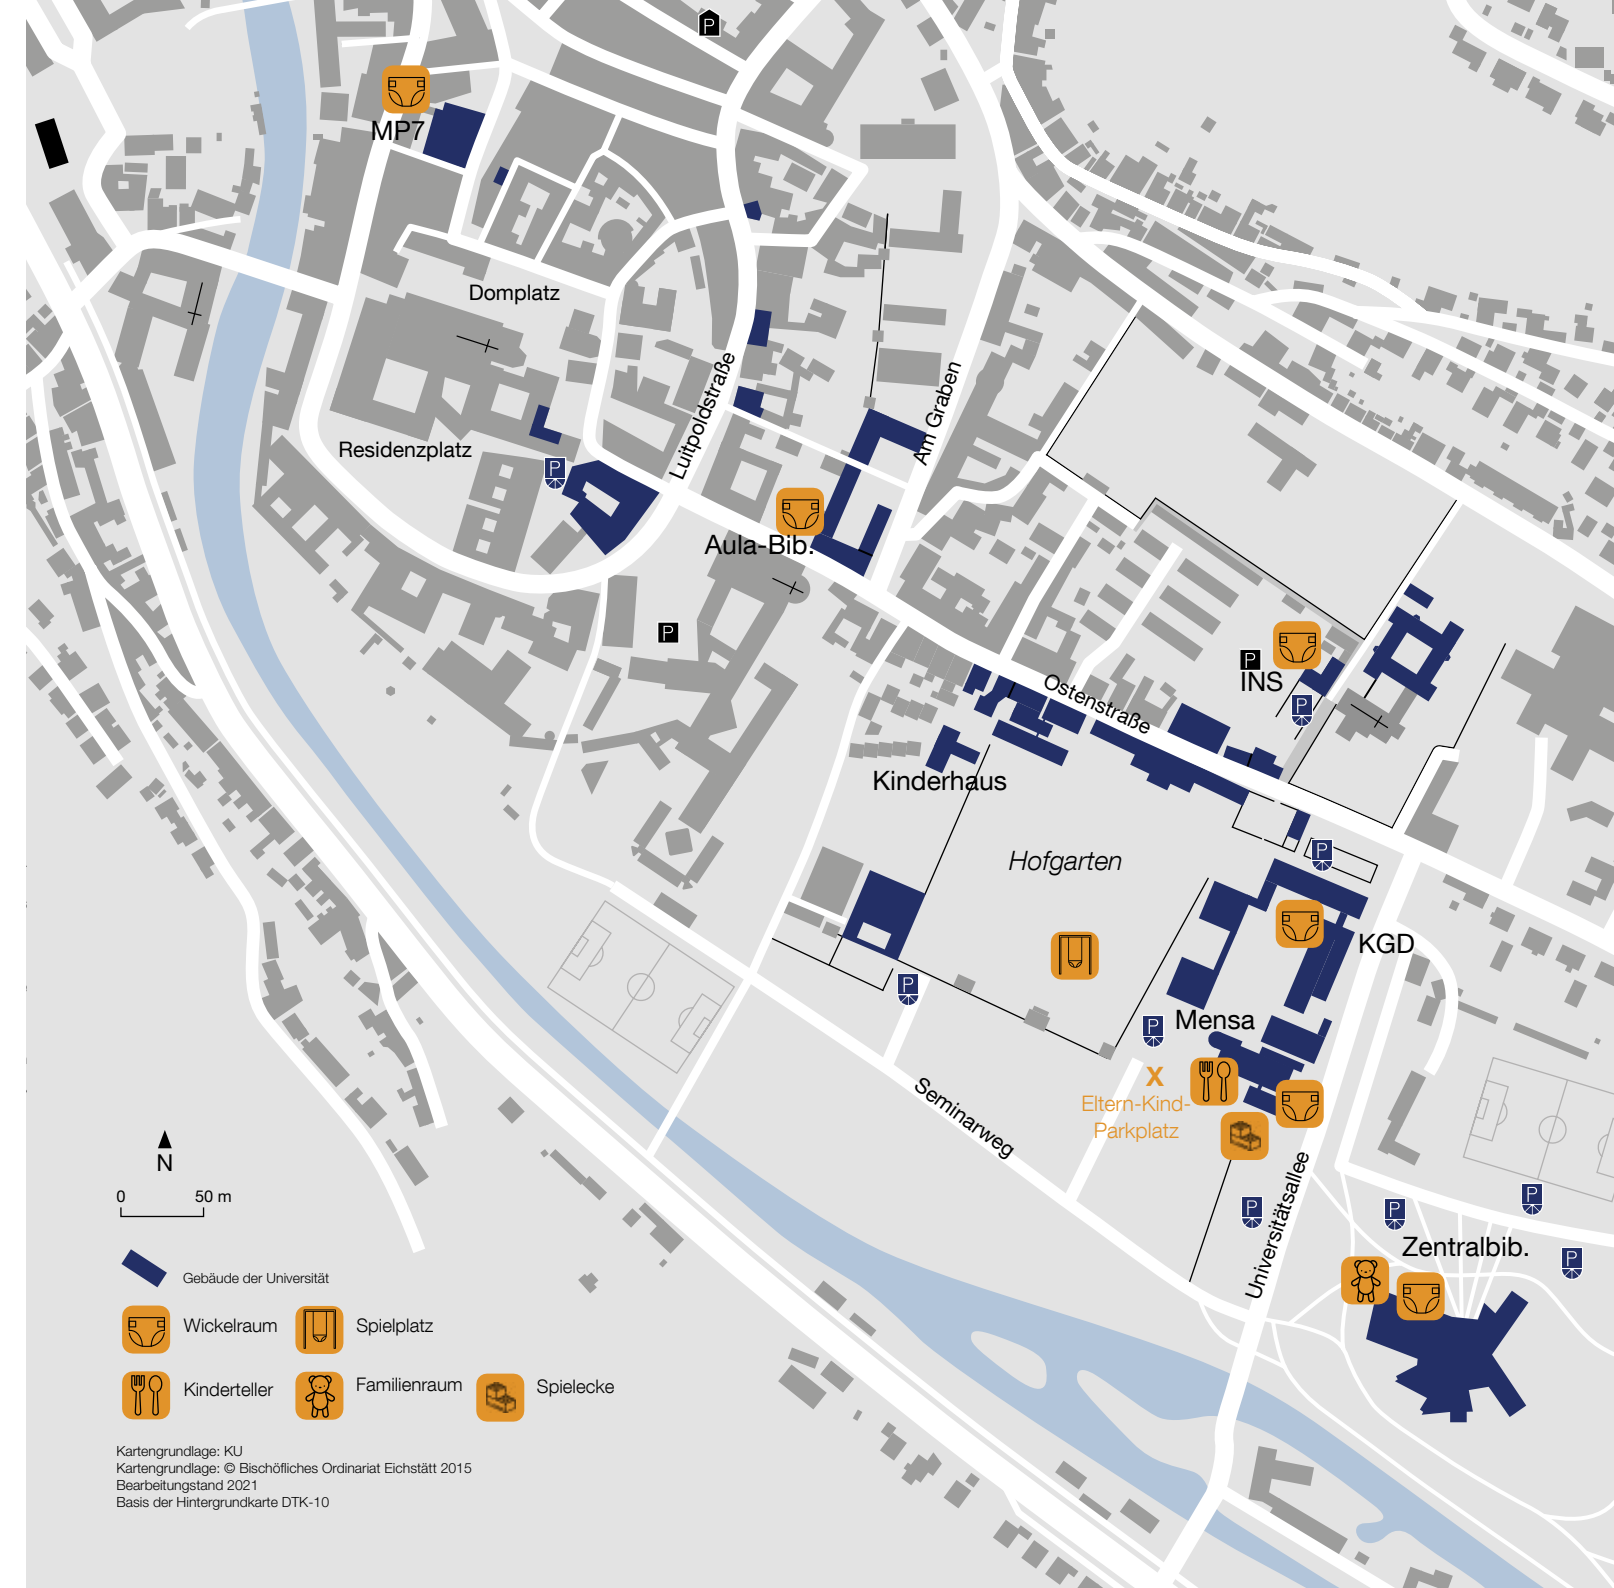 P
MP7
Domplatz
Luitpoldstraße
Am Graben
Residenzplatz
P
Aula-Bib.
P
P
INS
P
Ostenstraße
Kinderhaus
Hofgarten
P
KGD
P
P
Mensa
X
Eltern-Kind-
Parkplatz
Seminarweg
Universitätsallee
P
P
P
P
Zentralbib.
N
0 50 m
Gebäude der Universität
Wickelraum
Spielplatz
Kinderteller
Familienraum
Spielecke
Kartengrundlage: KU
Kartengrundlage: © Bischöfliches Ordinariat Eichstätt 2015
Bearbeitungstand 2021
Basis der Hintergrundkarte DTK-10